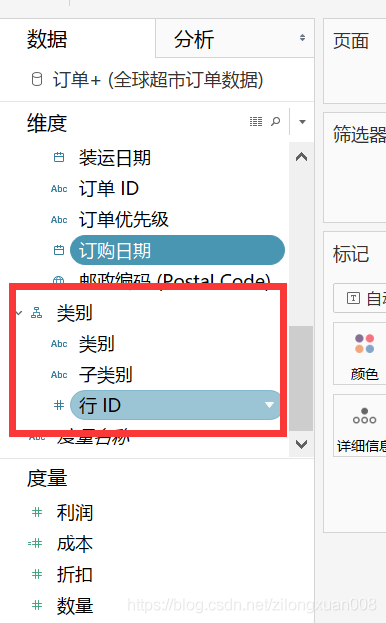 数据 分析 页面
订单+ (全球超市订单数据)
维度 筛选器
Abc 装运日期
Abc 订单 ID
Abc 订单优先级
订购日期 标记
邮政编码 (Postal Code)
类别 自动
Abc 类别
Abc 子类别 颜色
# 行 ID
Abc 度量名称 详细信息
度量
# 利润
=# 成本
# 折扣
# 数量
https://blog.csdn.net/zilongxuan008